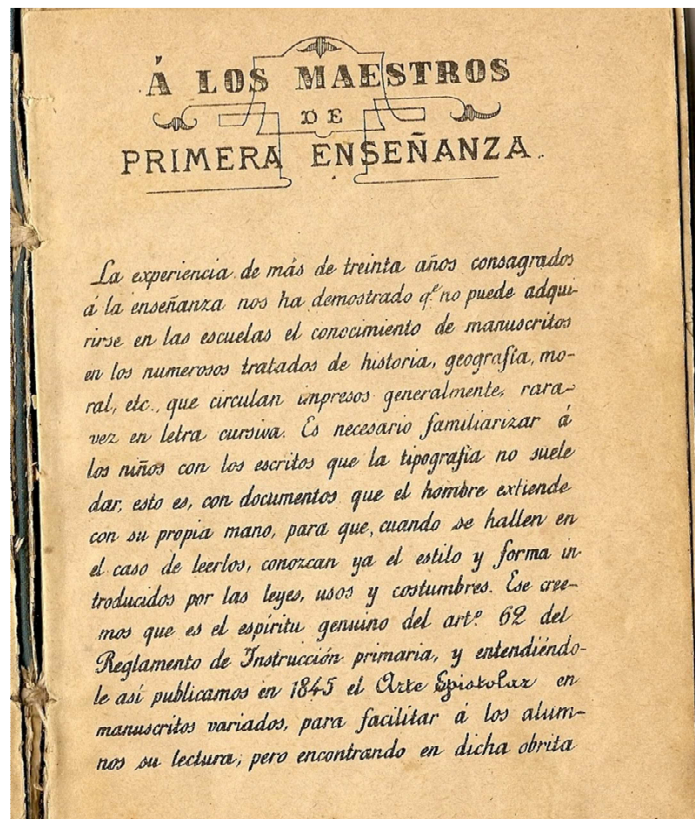 Á LOS MAESTROS
DE
PRIMERA ENSEÑANZA.
La experiencia de más de treinta años consagrados
á la enseñanza nos ha demostrado q.e no puede adqui-
rirse en las escuelas el conocimiento de manuscritos
en los numerosos tratados de historia, geografía, mo-
ral, etc., que circulan impresos generalmente, rara-
vez en letra cursiva. Es necesario familiarizar á
los niños con los escritos que la tipografía no suele
dar, esto es, con documentos que el hombre extiende
con su propia mano, para que, cuando se hallen en
el caso de leerlos, conozcan ya el estilo y forma in-
troducidos por las leyes, usos y costumbres. Ese cree-
mos que es el espíritu genuino del art.º 62 del
Reglamento de Instrucción primaria, y entendiéndo-
le así publicamos en 1845 el Arte Epistolar en
manuscritos variados, para facilitar á los alum-
nos su lectura; pero encontrando en dicha obrita